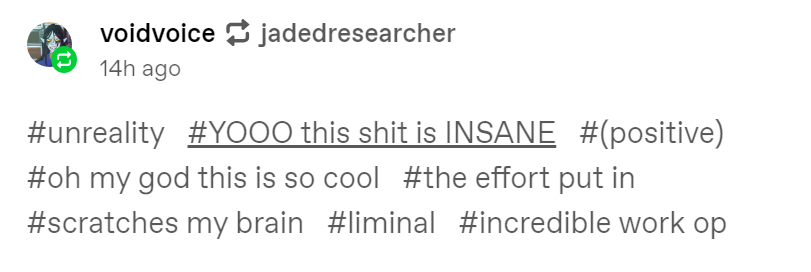 voidvoice jadedresearcher
14h ago
#unreality #YOOO this shit is INSANE #(positive)
#oh my god this is so cool #the effort put in
#scratches my brain #liminal #incredible work op